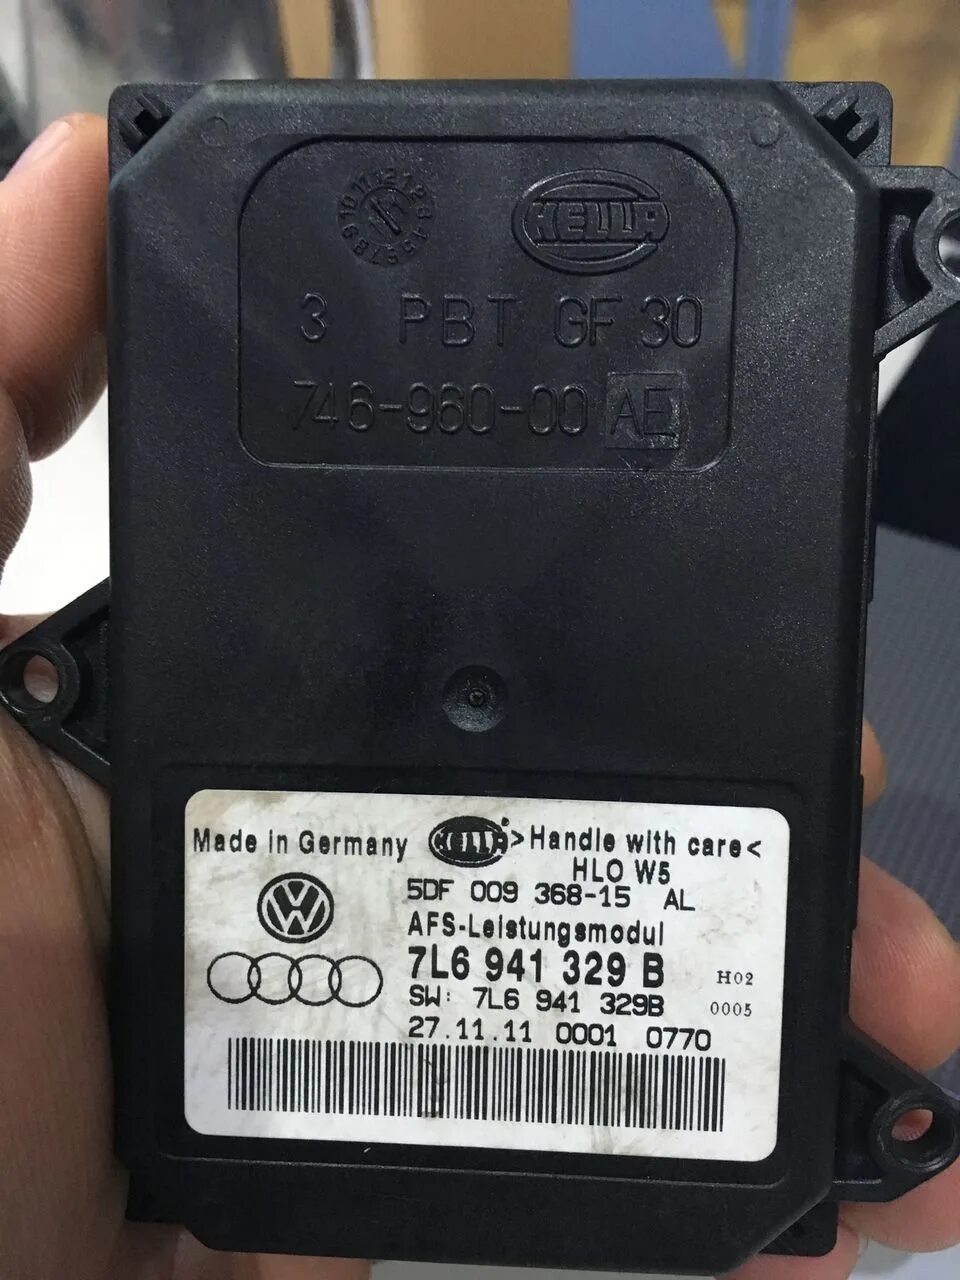 HELLA
3 PBT GF 30
746-960-00 AE
Made in Germany HELLA >Handle with care<
HLO W5
5DF 009 368-15 AL
AFS-Leistungsmodul
7L6 941 329 B H02
SW: 7L6 941 329B 0005
27.11.11 0001 0770